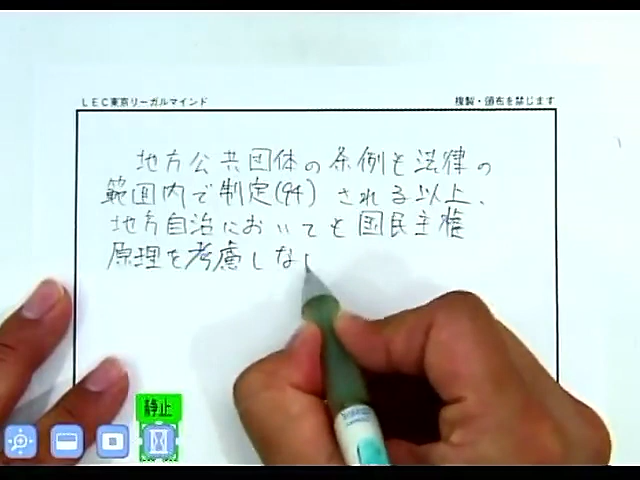 LEC東京リーガルマインド
複製・頒布を禁じます
地方公共団体の条例も法律の
範囲内で制定(94)される以上、
地方自治においても国民主権
原理を考慮しな
静止